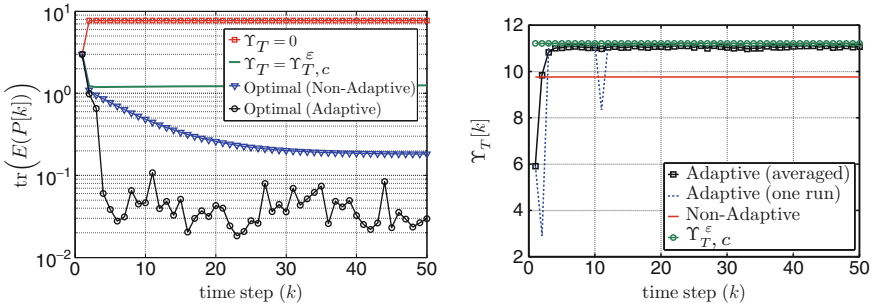 10^1
10^0
10^-1
10^-2
tr(E(P[k]))
0 10 20 30 40 50
time step (k)
Υ_T = 0
Υ_T = Υ_{T, c}^ε
Optimal (Non-Adaptive)
Optimal (Adaptive)
12
10
8
6
4
2
Υ_T[k]
0 10 20 30 40 50
time step (k)
Adaptive (averaged)
Adaptive (one run)
Non-Adaptive
Υ_{T, c}^ε